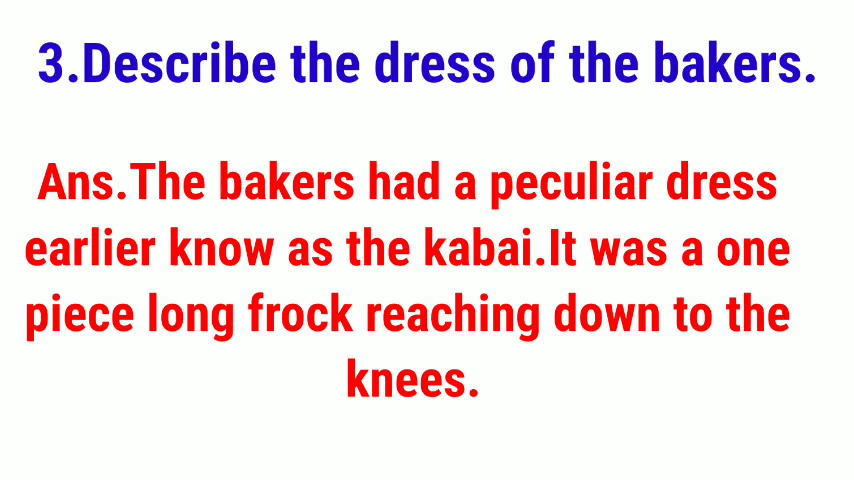 3.Describe the dress of the bakers.
Ans.The bakers had a peculiar dress
earlier know as the kabai.It was a one
piece long frock reaching down to the
knees.